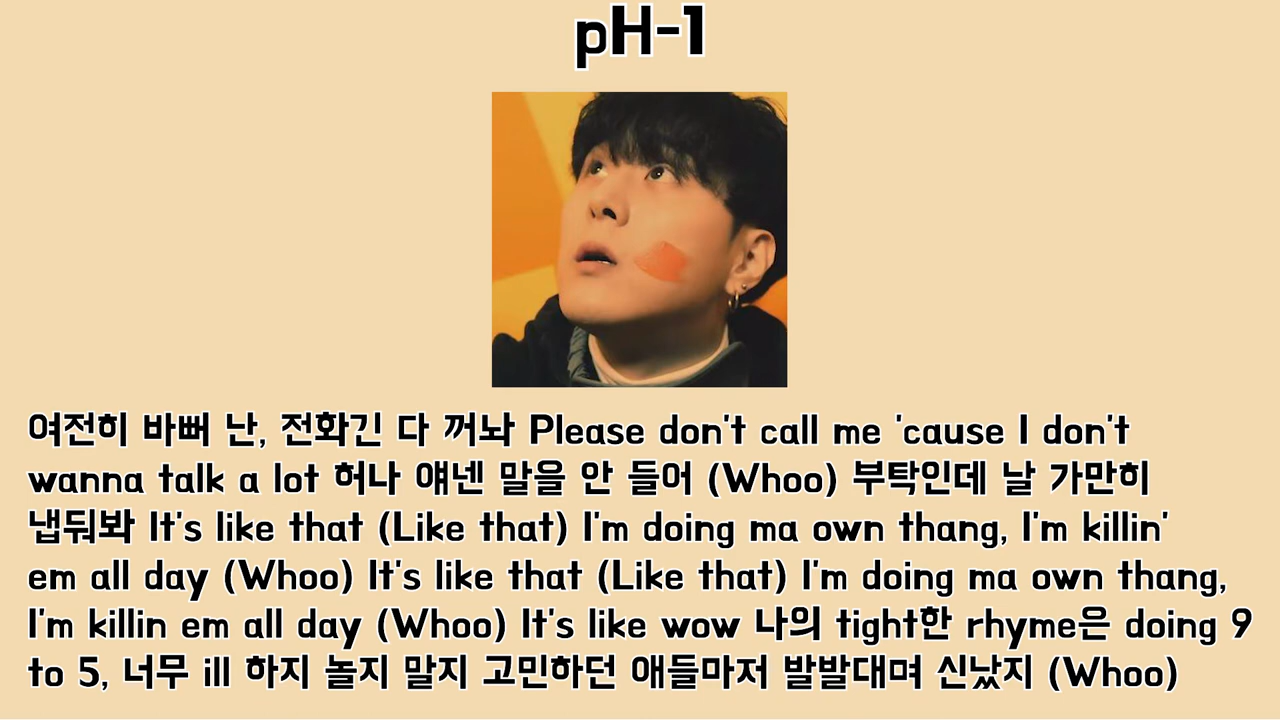 pH-1
여전히 바뻐 난, 전화긴 다 꺼놔 Please don't call me 'cause I don't
wanna talk a lot 허나 얘넨 말을 안 들어 (Whoo) 부탁인데 날 가만히
냅둬봐 It's like that (Like that) I'm doing ma own thang, I'm killin'
em all day (Whoo) It's like that (Like that) I'm doing ma own thang,
I'm killin em all day (Whoo) It's like wow 나의 tight한 rhyme은 doing 9
to 5, 너무 ill 하지 놀지 말지 고민하던 애들마저 발발대며 신났지 (Whoo)